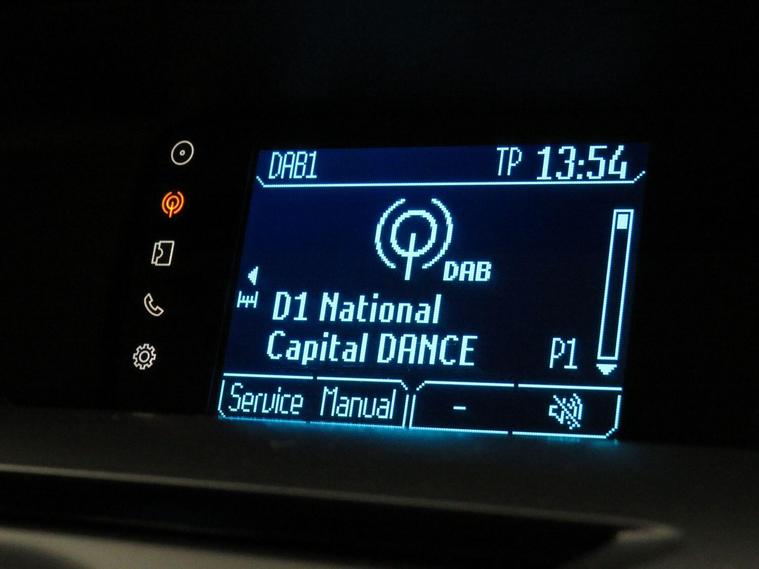 DAB1 TP 13:54
DAB
D1 National
Capital DANCE P1
Service Manual -